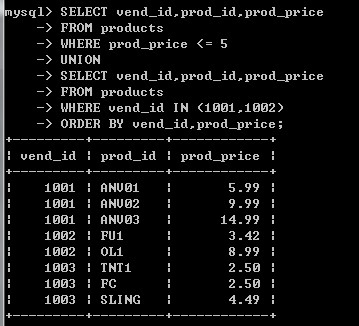 mysql> SELECT vend_id,prod_id,prod_price
    -> FROM products
    -> WHERE prod_price <= 5
    -> UNION
    -> SELECT vend_id,prod_id,prod_price
    -> FROM products
    -> WHERE vend_id IN (1001,1002)
    -> ORDER BY vend_id,prod_price;
+---------+---------+------------+
| vend_id | prod_id | prod_price |
+---------+---------+------------+
|    1001 | ANV01   |       5.99 |
|    1001 | ANV02   |       9.99 |
|    1001 | ANV03   |      14.99 |
|    1002 | FU1     |       3.42 |
|    1002 | OL1     |       8.99 |
|    1003 | TNT1    |       2.50 |
|    1003 | FC      |       2.50 |
|    1003 | SLING   |       4.49 |
+---------+---------+------------+